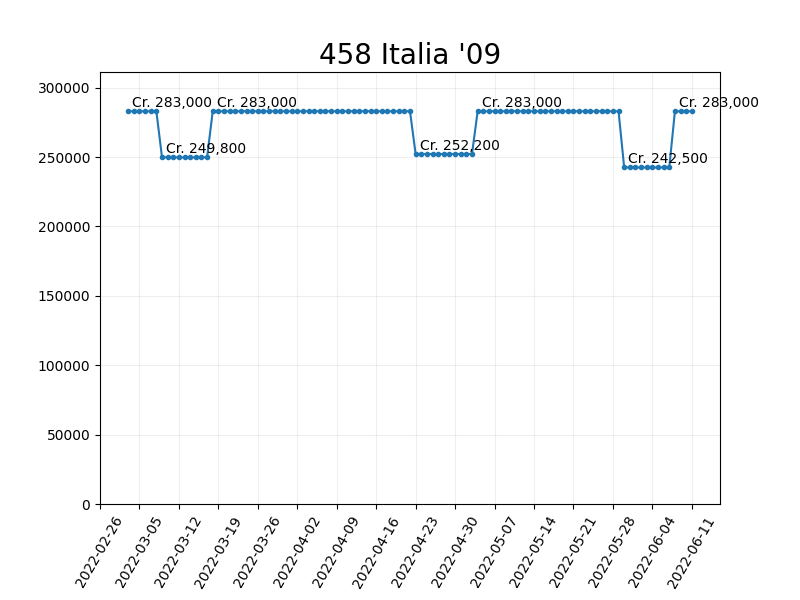 458 Italia '09
300000
250000
200000
150000
100000
50000
0
Cr. 283,000
Cr. 249,800
Cr. 283,000
Cr. 252,200
Cr. 283,000
Cr. 242,500
Cr. 283,000
2022-02-26
2022-03-05
2022-03-12
2022-03-19
2022-03-26
2022-04-02
2022-04-09
2022-04-16
2022-04-23
2022-04-30
2022-05-07
2022-05-14
2022-05-21
2022-05-28
2022-06-04
2022-06-11